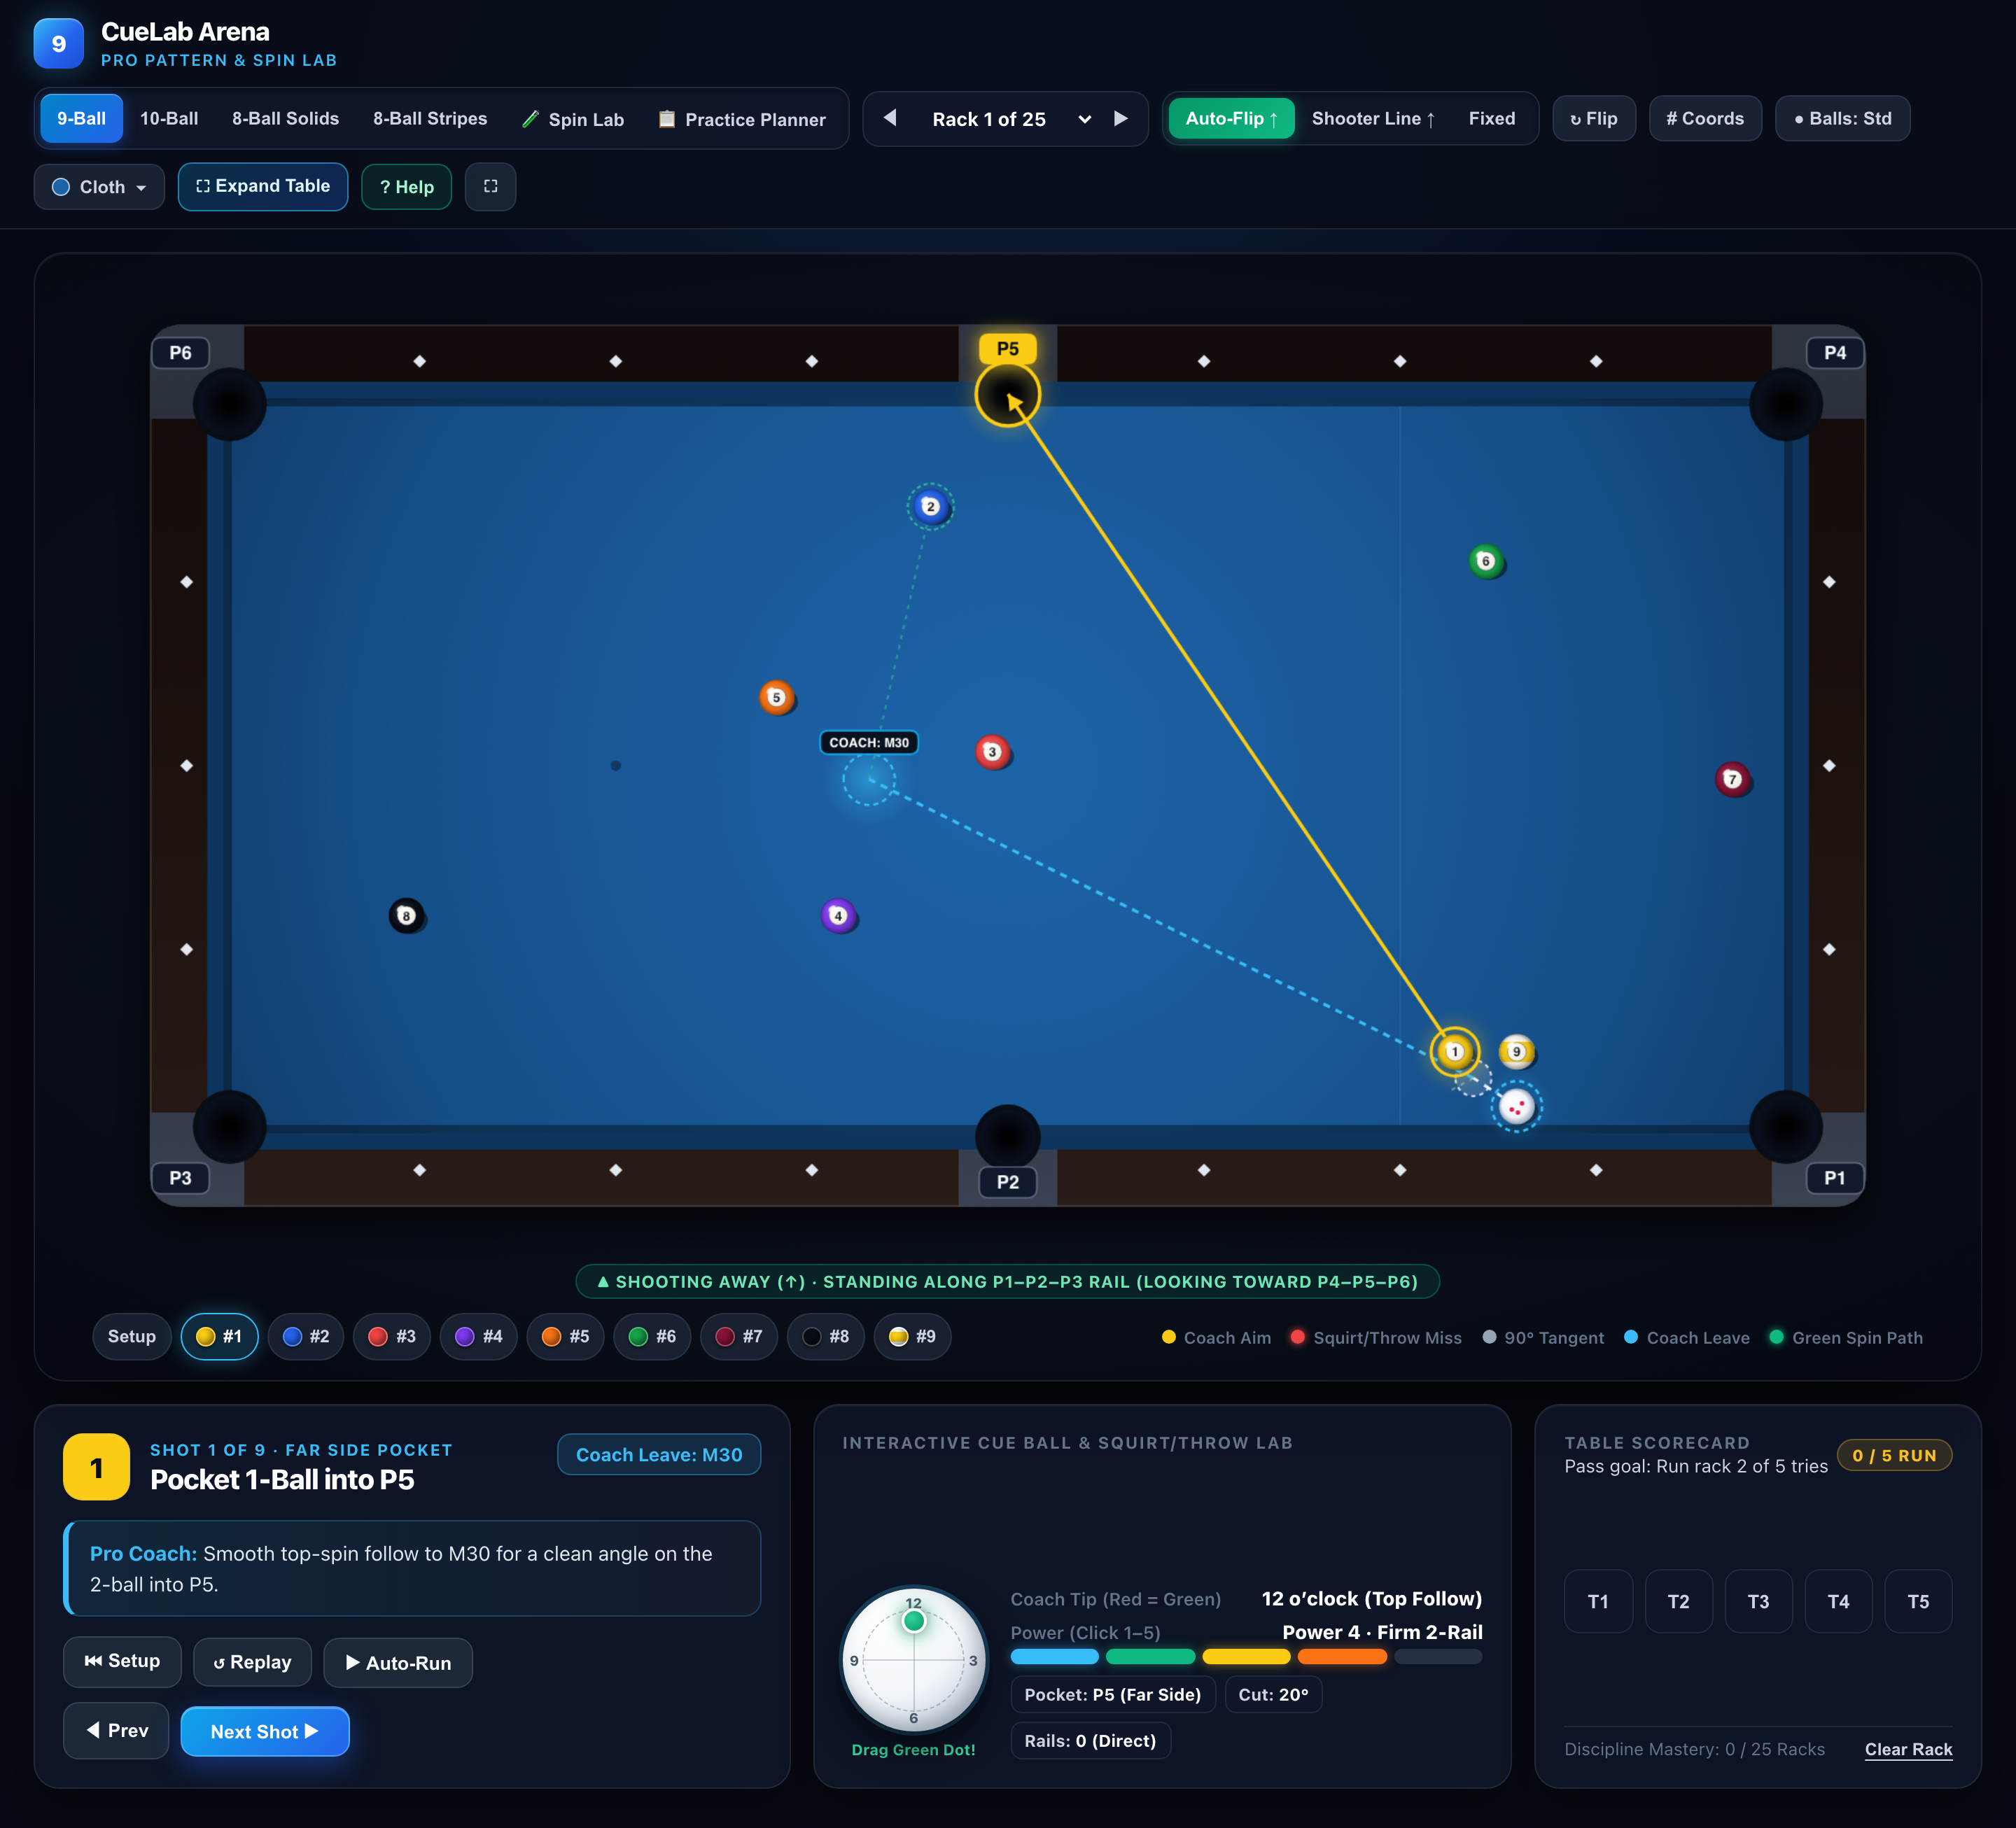 9
CueLab Arena
PRO PATTERN & SPIN LAB
9-Ball
10-Ball
8-Ball Solids
8-Ball Stripes
Spin Lab
Practice Planner
◀ Rack 1 of 25 ▶
Auto-Flip ↑
Shooter Line ↑
Fixed
↻ Flip
# Coords
● Balls: Std
Cloth
Expand Table
? Help
P6
P5
P4
2
6
5
COACH: M30
3
7
8
4
1
9
P3
P2
P1
▲ SHOOTING AWAY (↑) · STANDING ALONG P1–P2–P3 RAIL (LOOKING TOWARD P4–P5–P6)
Setup
#1
#2
#3
#4
#5
#6
#7
#8
#9
Coach Aim
Squirt/Throw Miss
90° Tangent
Coach Leave
Green Spin Path
1
SHOT 1 OF 9 · FAR SIDE POCKET
Pocket 1-Ball into P5
Coach Leave: M30
Pro Coach: Smooth top-spin follow to M30 for a clean angle on the
2-ball into P5.
⏮ Setup
↺ Replay
▶ Auto-Run
◀ Prev
Next Shot ▶
INTERACTIVE CUE BALL & SQUIRT/THROW LAB
12
9
3
6
Drag Green Dot!
Coach Tip (Red = Green)
12 o’clock (Top Follow)
Power (Click 1–5)
Power 4 · Firm 2-Rail
Pocket: P5 (Far Side)
Cut: 20°
Rails: 0 (Direct)
TABLE SCORECARD
Pass goal: Run rack 2 of 5 tries
0 / 5 RUN
T1
T2
T3
T4
T5
Discipline Mastery: 0 / 25 Racks
Clear Rack